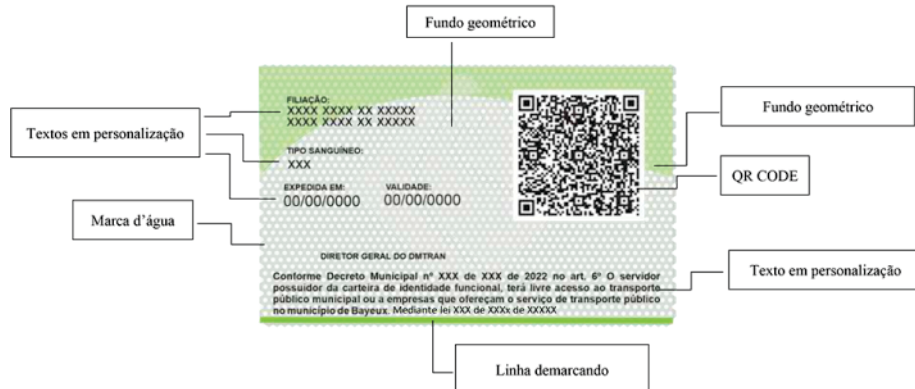 Fundo geométrico
FILIAÇÃO:
XXXX XXXX XX XXXXX
XXXX XXXX XX XXXXX
Textos em personalização
Fundo geométrico
TIPO SANGUÍNEO:
XXX
QR CODE
EXPEDIDA EM: VALIDADE:
00/00/0000 00/00/0000
Marca d’água
DIRETOR GERAL DO DMTRAN
Texto em personalização
Conforme Decreto Municipal nº XXX de XXX de 2022 no art. 6º O servidor
possuidor da carteira de identidade funcional, terá livre acesso ao transporte
público municipal ou a empresas que ofereçam o serviço de transporte público
no município de Bayeux. Mediante lei XXX de XXXx de XXXXX
Linha demarcando